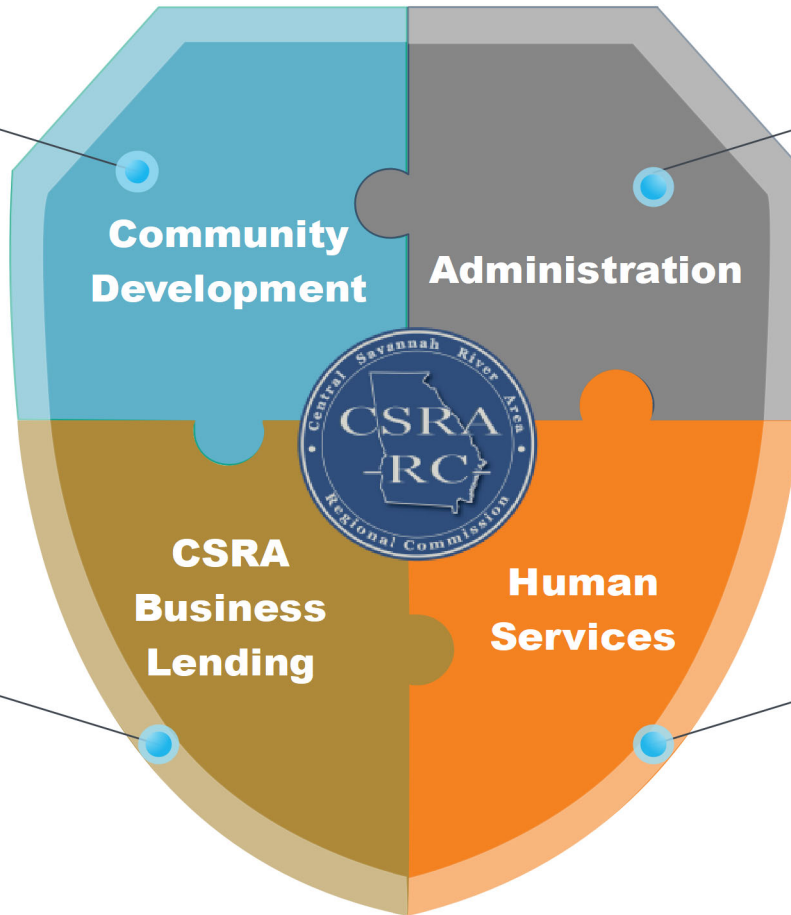 Community
Development
Administration
Central Savannah River Area
CSRA
-RC-
Regional Commission
CSRA
Business
Lending
Human
Services